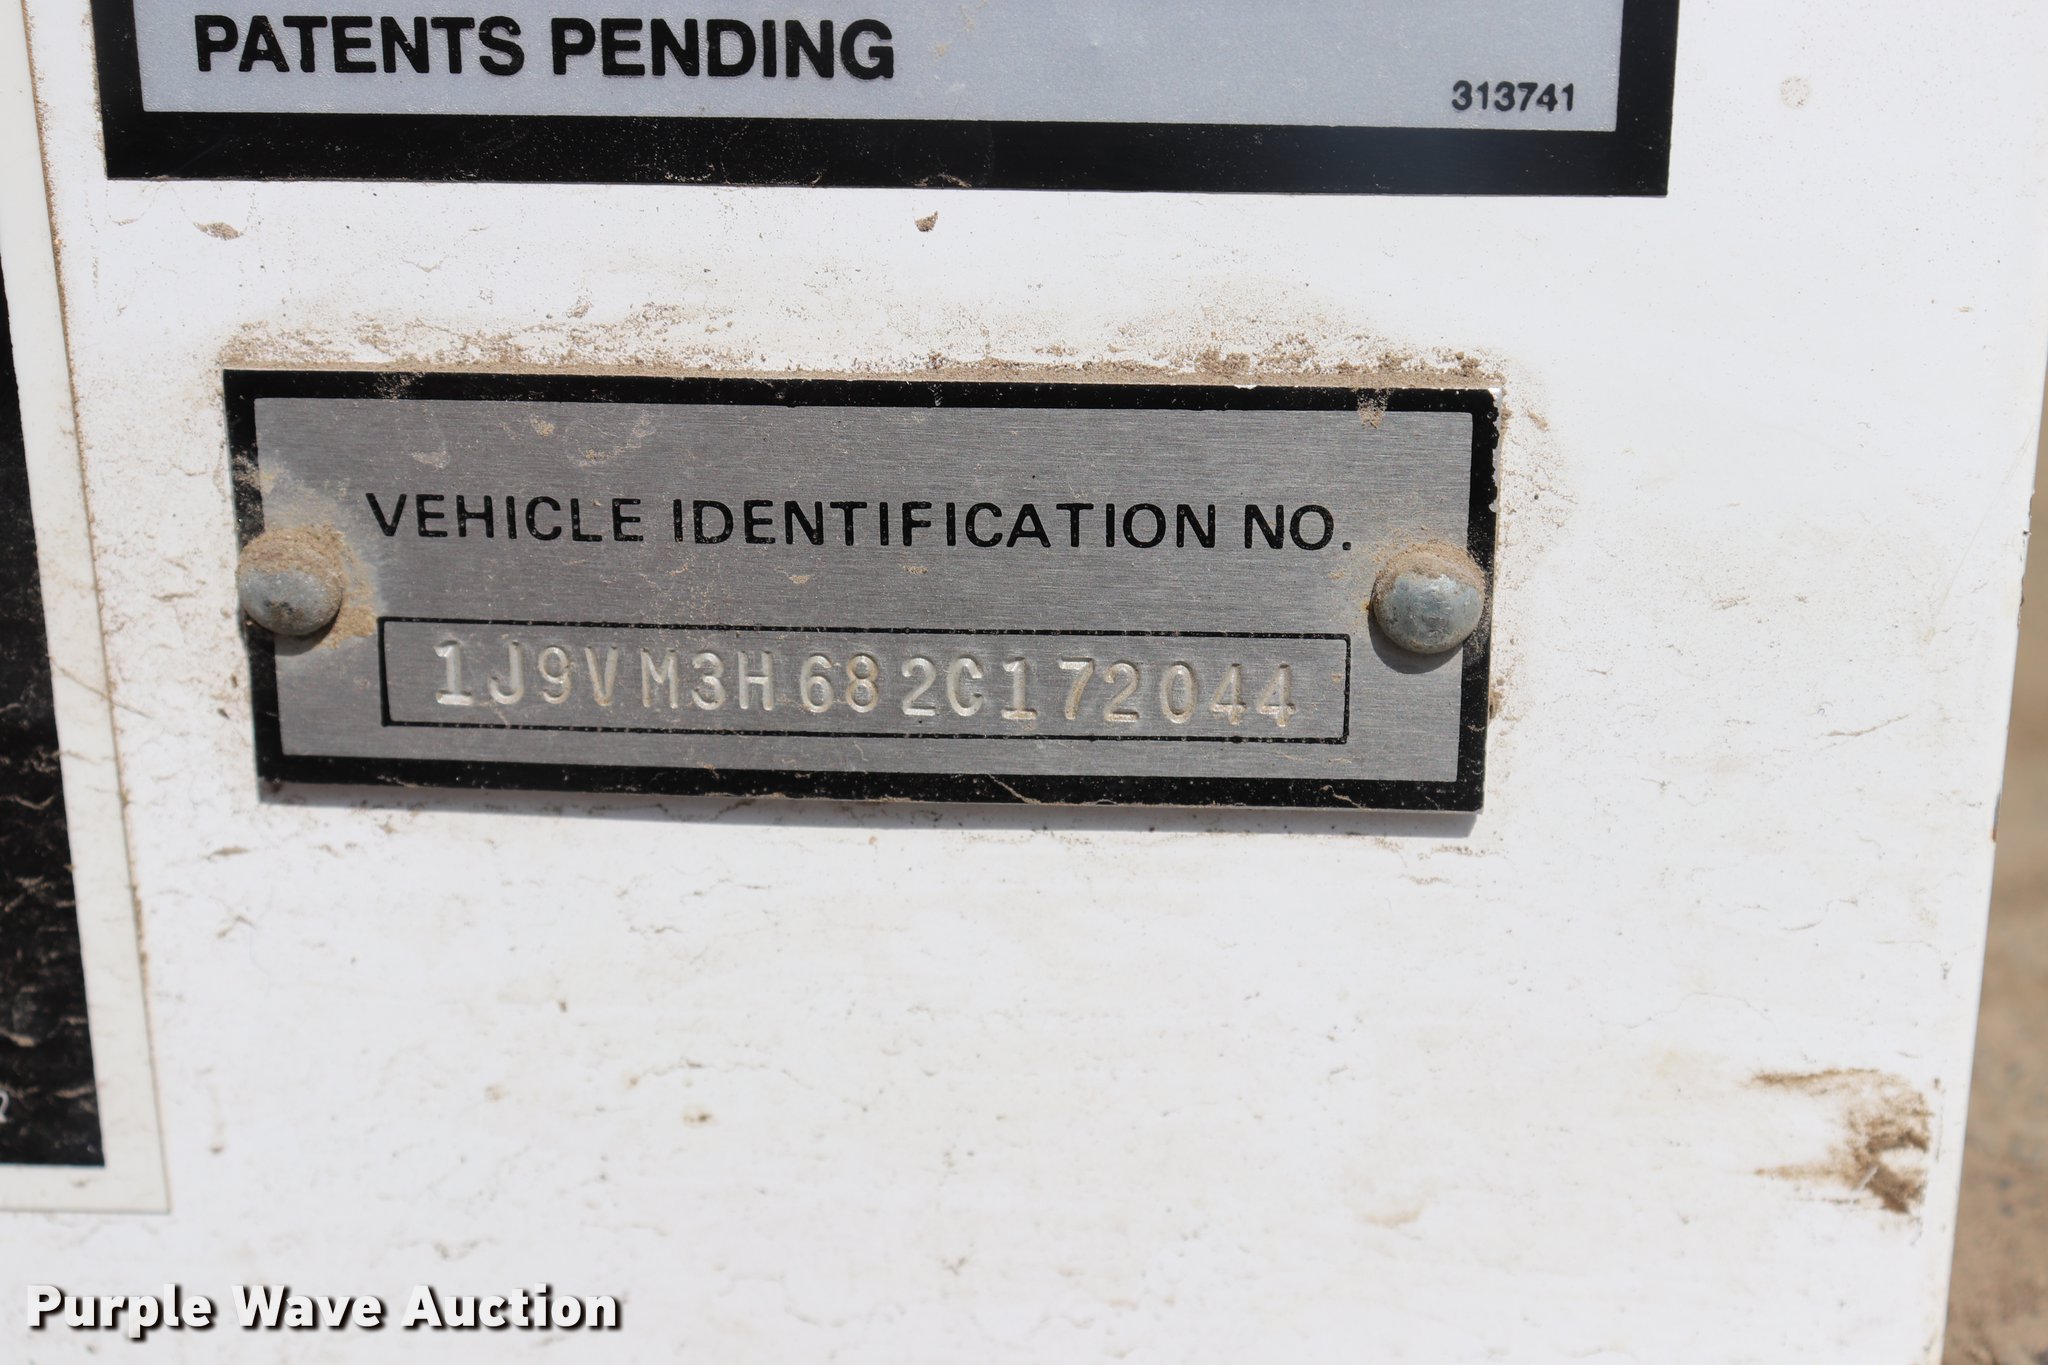 PATENTS PENDING
313741
VEHICLE IDENTIFICATION NO.
1J9VM3H682C172044
Purple Wave Auction